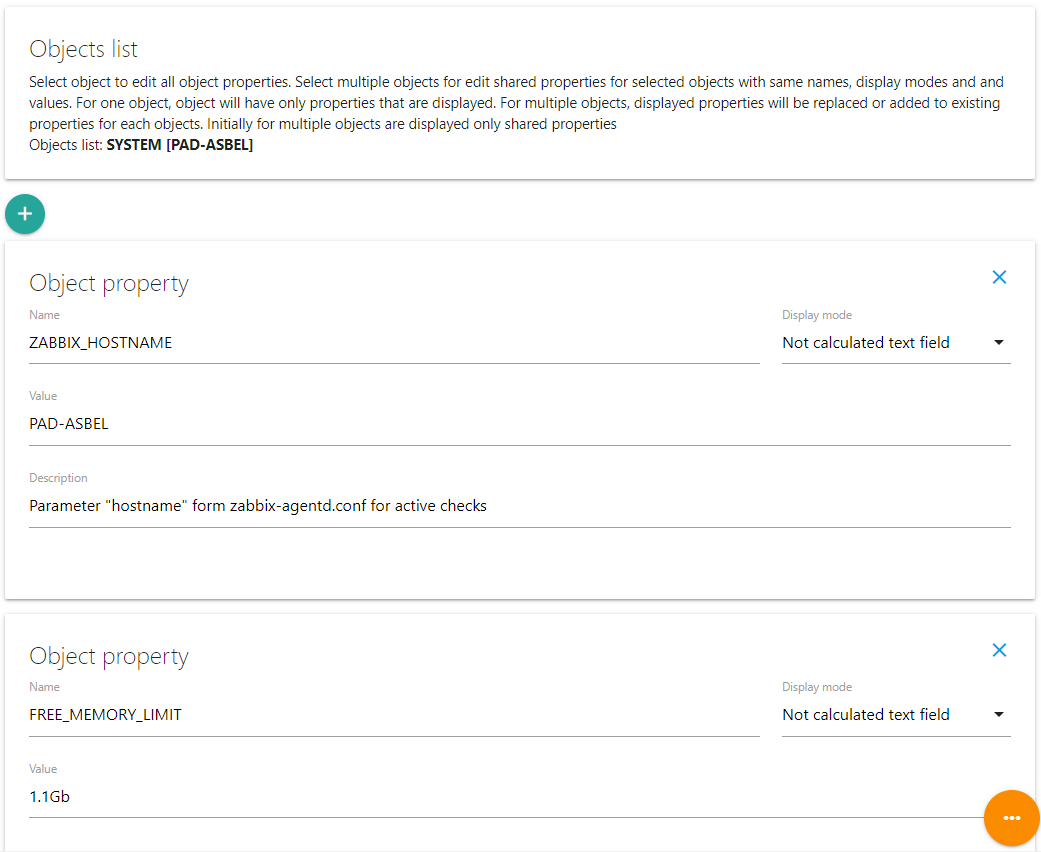 Objects list
Select object to edit all object properties. Select multiple objects for edit shared properties for selected objects with same names, display modes and and
values. For one object, object will have only properties that are displayed. For multiple objects, displayed properties will be replaced or added to existing
properties for each objects. Initially for multiple objects are displayed only shared properties
Objects list: SYSTEM [PAD-ASBEL]
Object property
Name
Display mode
ZABBIX_HOSTNAME
Not calculated text field
Value
PAD-ASBEL
Description
Parameter "hostname" form zabbix-agentd.conf for active checks
Object property
Name
Display mode
FREE_MEMORY_LIMIT
Not calculated text field
Value
1.1Gb